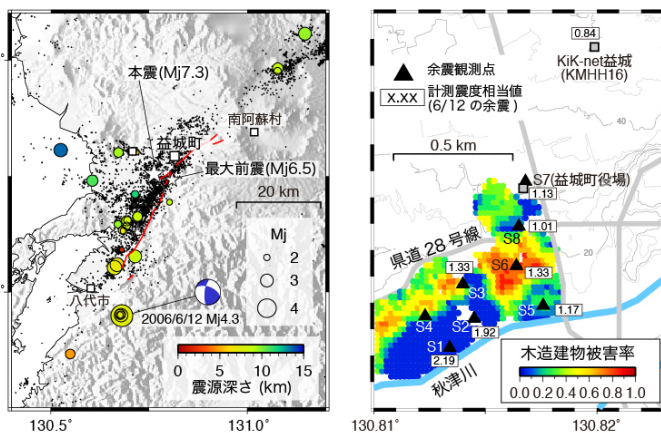 本震(Mj7.3)
南阿蘇村
益城町
最大前震(Mj6.5)
20 km
Mj
2
3
4
八代市
2006/6/12 Mj4.3
0 5 10 15
震源深さ (km)
130.5° 131.0°
0.84
KiK-net益城
(KMHH16)
余震観測点
x.xx 計測震度相当値
(6/12 の余震)
0.5 km
S7(益城町役場)
1.13
1.01
S8
県道 28 号線
S6 1.33
1.33
S3
S5 1.17
S4
S2
1.92
S1
2.19
秋津川
木造建物被害率
0.0 0.2 0.4 0.6 0.8 1.0
130.81° 130.82°